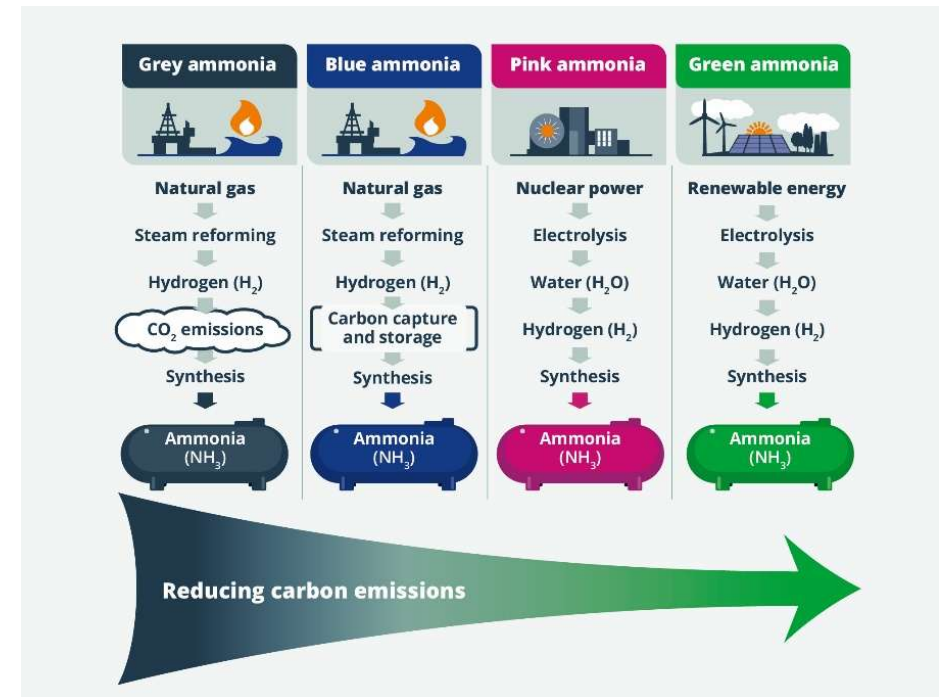 Grey ammonia
Natural gas
Steam reforming
Hydrogen (H₂)
CO₂ emissions
Synthesis
Ammonia
(NH₃)
Blue ammonia
Natural gas
Steam reforming
Hydrogen (H₂)
Carbon capture
and storage
Synthesis
Ammonia
(NH₃)
Pink ammonia
Nuclear power
Electrolysis
Water (H₂O)
Hydrogen (H₂)
Synthesis
Ammonia
(NH₃)
Green ammonia
Renewable energy
Electrolysis
Water (H₂O)
Hydrogen (H₂)
Synthesis
Ammonia
(NH₃)
Reducing carbon emissions